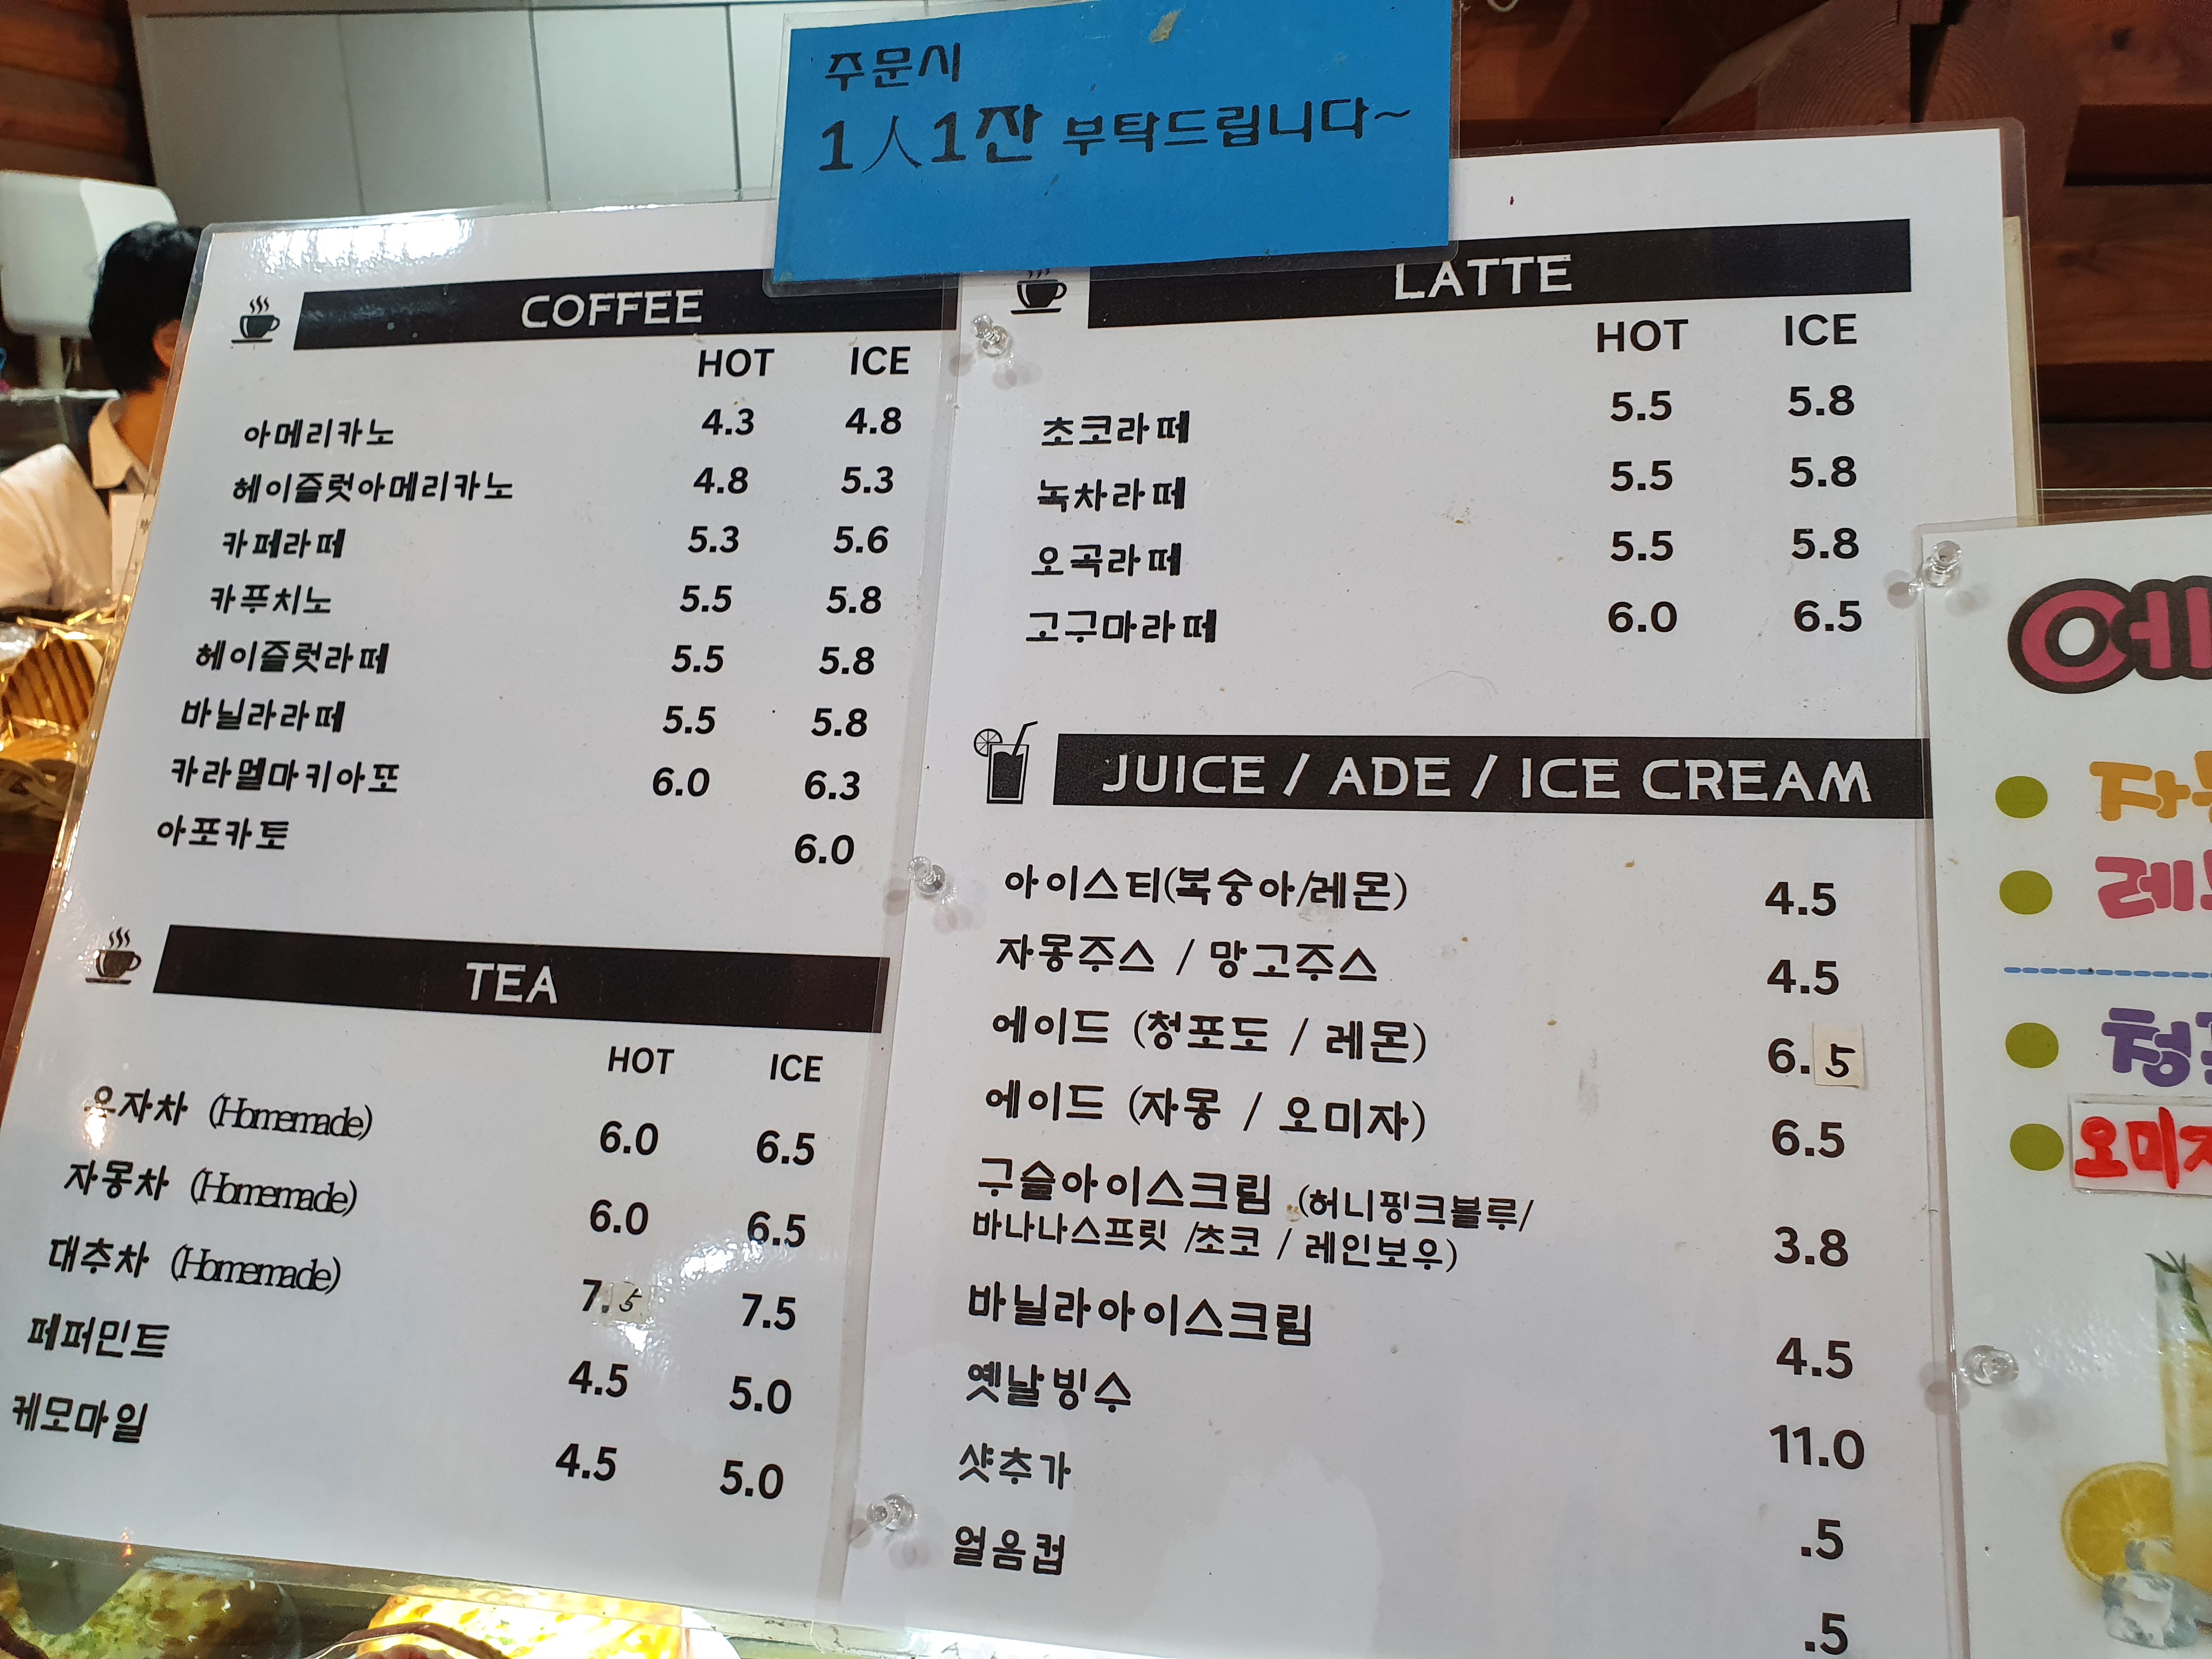 주문시
1人1잔 부탁드립니다~
COFFEE
HOT ICE
아메리카노 4.3 4.8
헤이즐럿아메리카노 4.8 5.3
카페라떼 5.3 5.6
카푸치노 5.5 5.8
헤이즐럿라떼 5.5 5.8
바닐라라떼 5.5 5.8
카라멜마키아또 6.0 6.3
아포카토 6.0
TEA
HOT ICE
유자차 (Homemade) 6.0 6.5
자몽차 (Homemade) 6.0 6.5
대추차 (Homemade) 7.5 7.5
페퍼민트 4.5 5.0
케모마일 4.5 5.0
LATTE
HOT ICE
초코라떼 5.5 5.8
녹차라떼 5.5 5.8
오곡라떼 5.5 5.8
고구마라떼 6.0 6.5
JUICE / ADE / ICE CREAM
아이스티(복숭아/레몬) 4.5
자몽주스 / 망고주스 4.5
에이드 (청포도 / 레몬) 6.5
에이드 (자몽 / 오미자) 6.5
구슬아이스크림 (허니핑크블루/
바나나스프릿 /초코 / 레인보우) 3.8
바닐라아이스크림 4.5
옛날빙수 11.0
샷추가 .5
얼음컵 .5
에
자
레
청
오미자